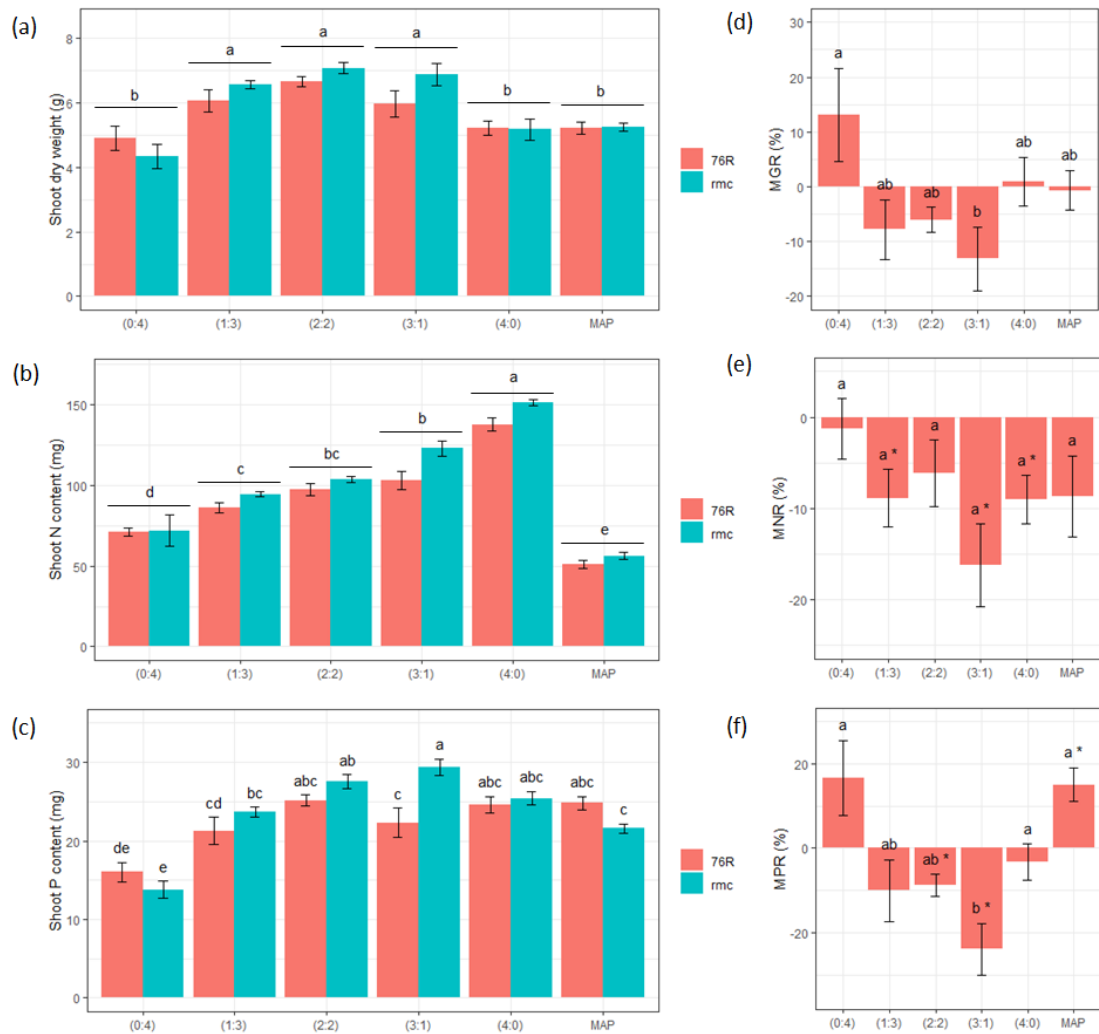 (a)
Shoot dry weight (g)
8
6
4
2
0
b
a
a
a
b
b
(0:4) (1:3) (2:2) (3:1) (4:0) MAP
76R
rmc
(d)
MGR (%)
30
20
10
0
-10
-20
a
ab
ab
b
ab
ab
(0:4) (1:3) (2:2) (3:1) (4:0) MAP
(b)
Shoot N content (mg)
150
100
50
0
d
c
bc
b
a
e
(0:4) (1:3) (2:2) (3:1) (4:0) MAP
76R
rmc
(e)
MNR (%)
0
-10
-20
a
a *
a
a *
a *
a
(0:4) (1:3) (2:2) (3:1) (4:0) MAP
(c)
Shoot P content (mg)
30
20
10
0
de
e
cd
bc
abc
ab
c
a
abc
abc
abc
c
(0:4) (1:3) (2:2) (3:1) (4:0) MAP
76R
rmc
(f)
MPR (%)
20
0
-20
a
ab
ab *
b *
a
a *
(0:4) (1:3) (2:2) (3:1) (4:0) MAP